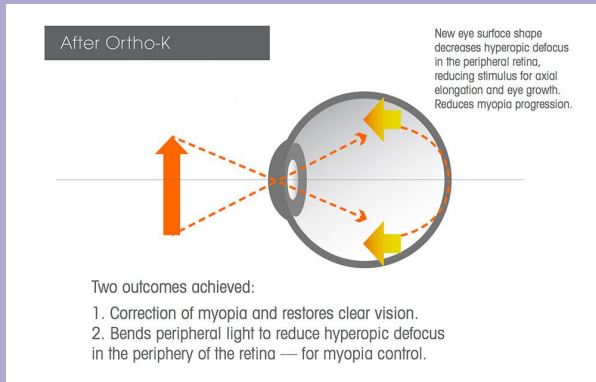 After Ortho-K
New eye surface shape
decreases hyperopic defocus
in the peripheral retina,
reducing stimulus for axial
elongation and eye growth.
Reduces myopia progression.
Two outcomes achieved:
1. Correction of myopia and restores clear vision.
2. Bends peripheral light to reduce hyperopic defocus
in the periphery of the retina — for myopia control.